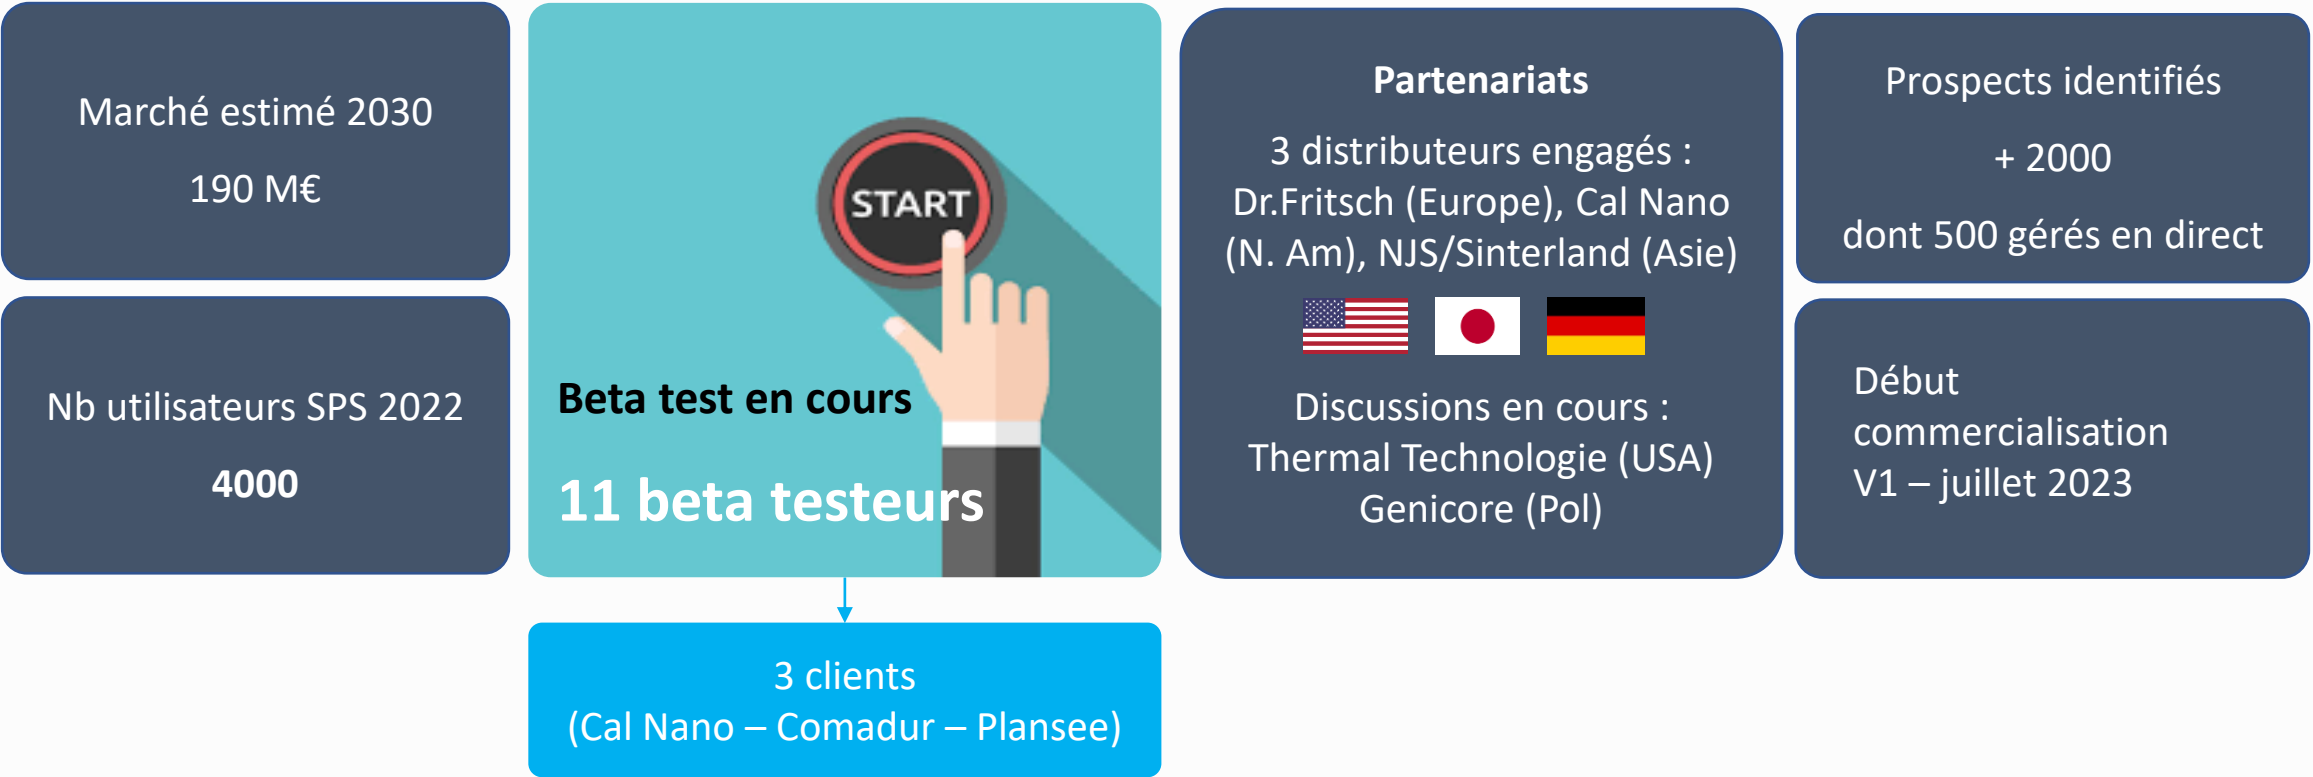 Marché estimé 2030
190 M€
Nb utilisateurs SPS 2022
4000
START
Beta test en cours
11 beta testeurs
3 clients
(Cal Nano – Comadur – Plansee)
Partenariats
3 distributeurs engagés :
Dr.Fritsch (Europe), Cal Nano
(N. Am), NJS/Sinterland (Asie)
Discussions en cours :
Thermal Technologie (USA)
Genicore (Pol)
Prospects identifiés
+ 2000
dont 500 gérés en direct
Début
commercialisation
V1 – juillet 2023